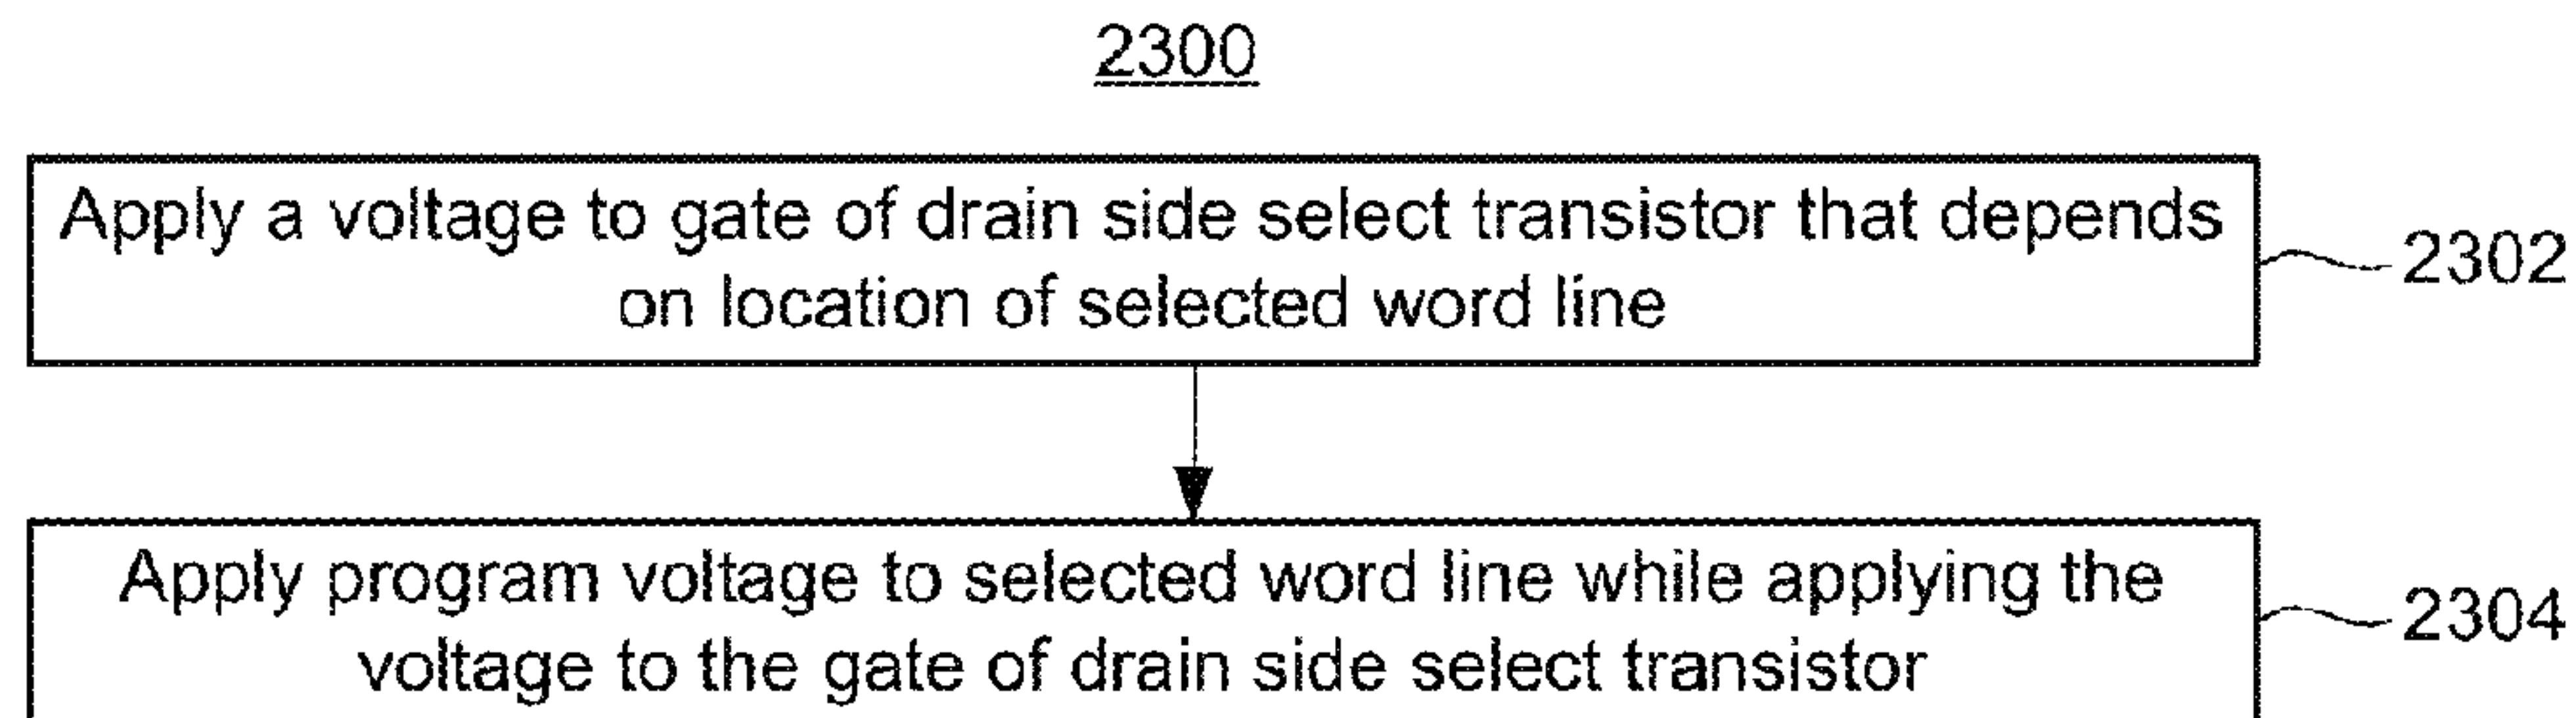 2300
Apply a voltage to gate of drain side select transistor that depends
on location of selected word line
2302
Apply program voltage to selected word line while applying the
voltage to the gate of drain side select transistor
2304